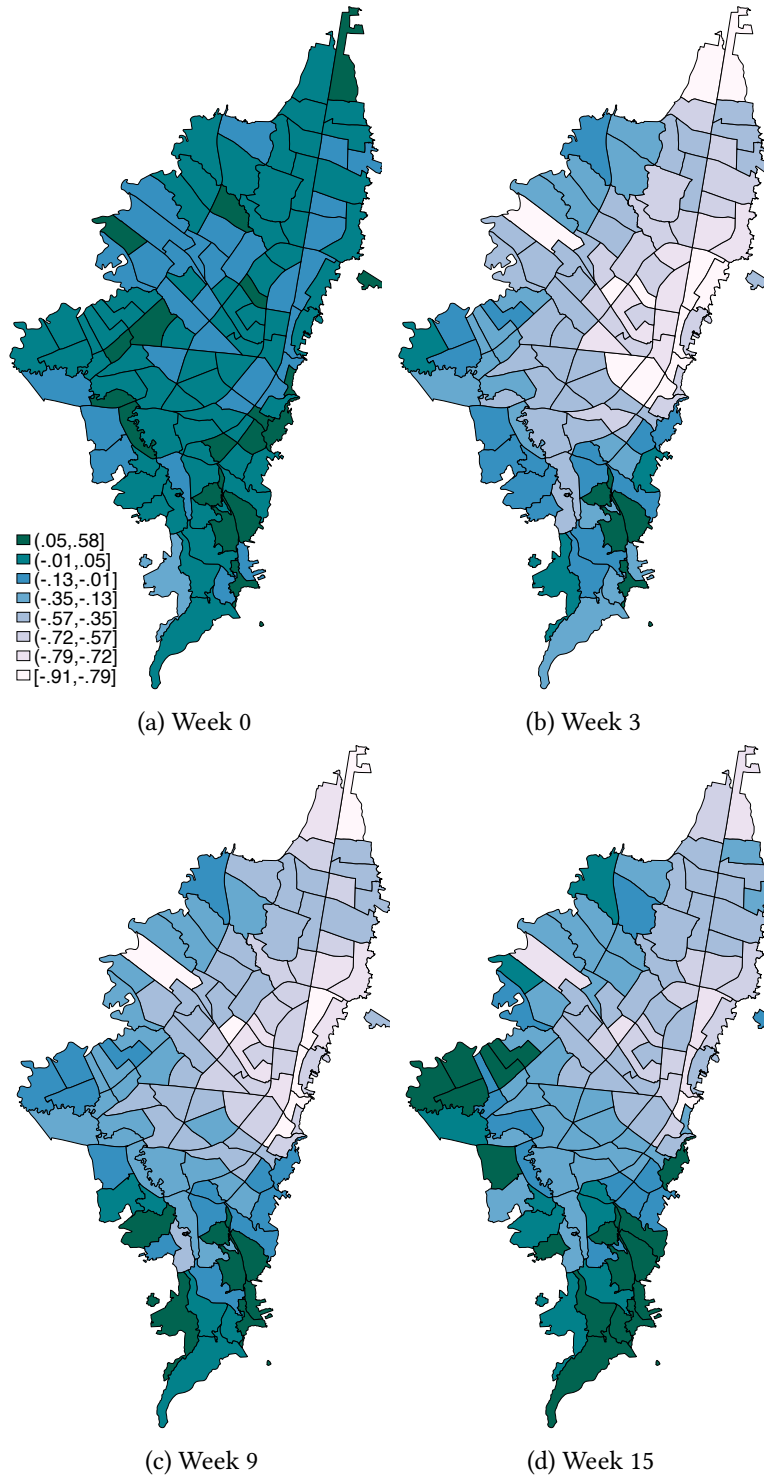 (.05,.58]
(-.01,.05]
(-.13,-.01]
(-.35,-.13]
(-.57,-.35]
(-.72,-.57]
(-.79,-.72]
[-.91,-.79]
(a) Week 0
(b) Week 3
(c) Week 9
(d) Week 15